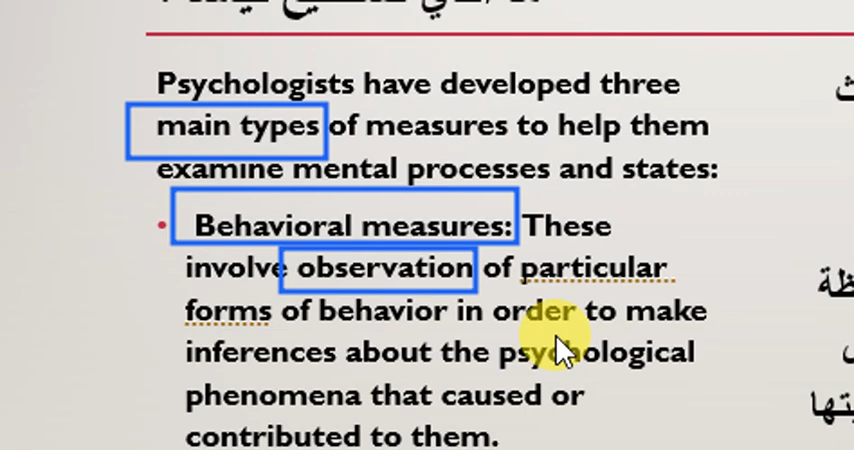 Psychologists have developed three
main types of measures to help them
examine mental processes and states:
• Behavioral measures: These
involve observation of particular
forms of behavior in order to make
inferences about the psychological
phenomena that caused or
contributed to them.